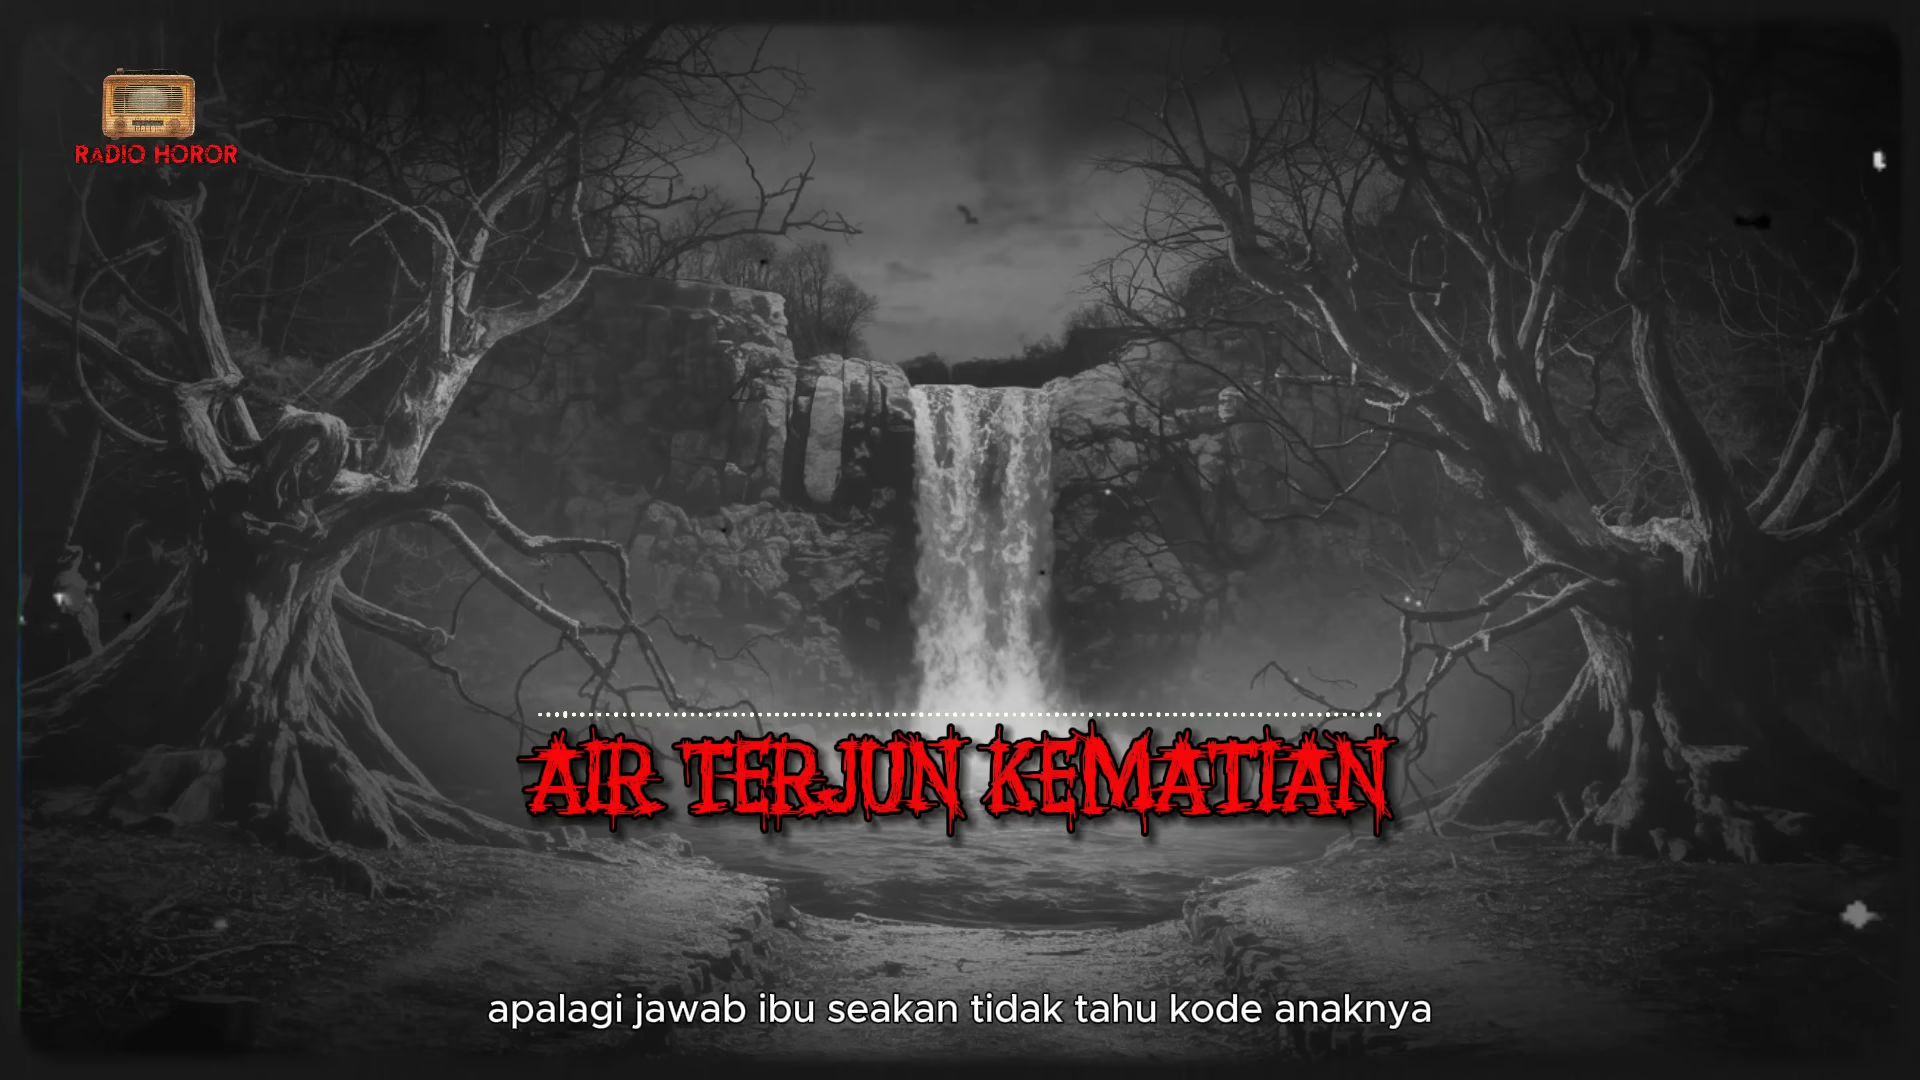 RADIO HOROR
AIR TERJUN KEMATIAN
apalagi jawab ibu seakan tidak tahu kode anaknya